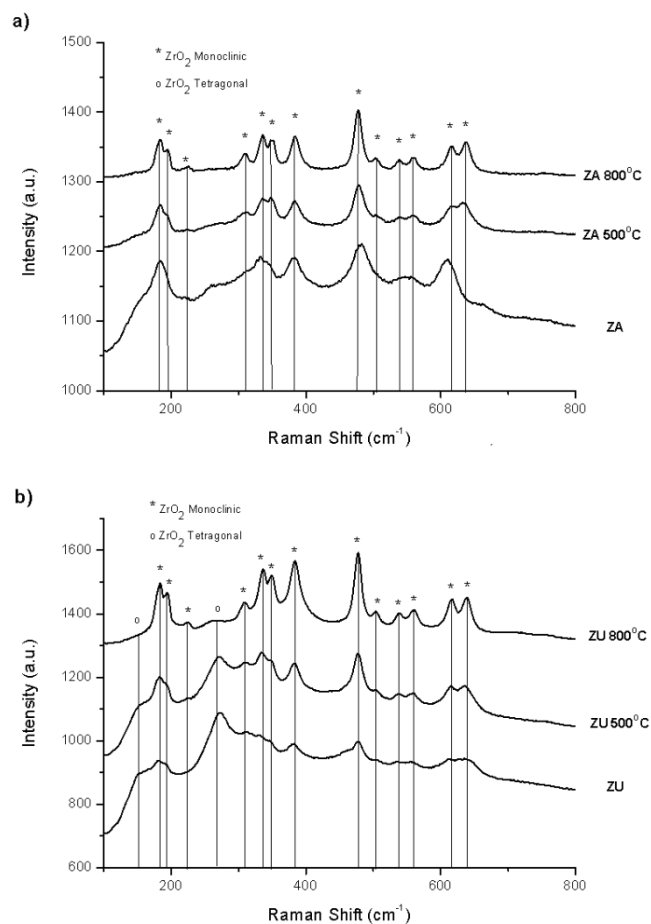 a)
1500
* ZrO2 Monoclinic
o ZrO2 Tetragonal
* * * * * * * * * * * * *
1400
1300
1200
1100
1000
Intensity (a.u.)
ZA 800°C
ZA 500°C
ZA
200 400 600 800
Raman Shift (cm-1)
b)
* ZrO2 Monoclinic
o ZrO2 Tetragonal
o * * * o * * * * * * * * * *
1600
1400
1200
1000
800
600
Intensity (a.u.)
ZU 800°C
ZU 500°C
ZU
200 400 600 800
Raman Shift (cm-1)